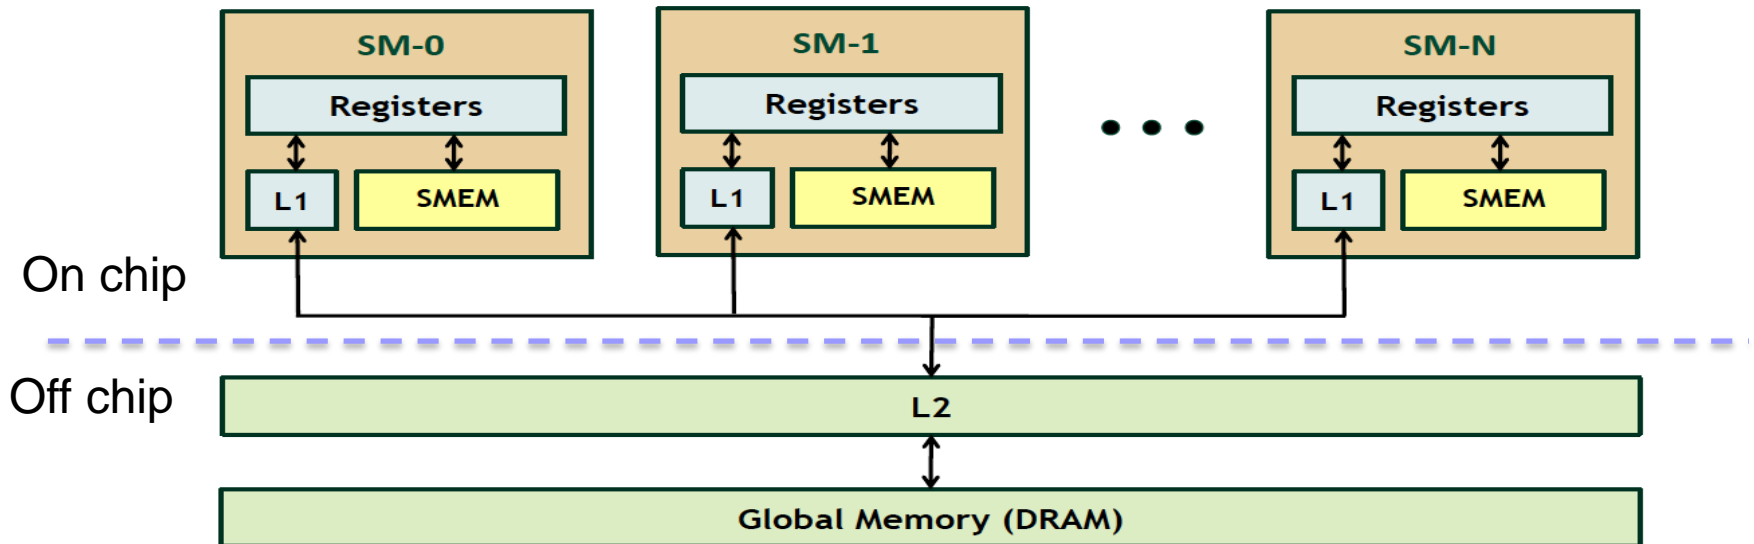 SM-0
SM-1
SM-N
Registers
Registers
Registers
L1
SMEM
L1
SMEM
L1
SMEM
On chip
Off chip
L2
Global Memory (DRAM)